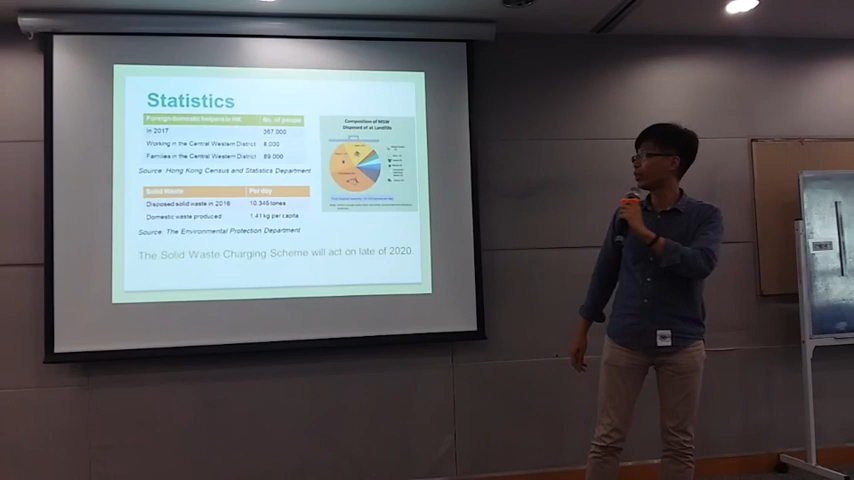 Statistics
Foreign domestic helpers in HK No. of people
In 2017 367,000
Working in the Central Western District 8,000
Families in the Central Western District 89,000
Source: Hong Kong Census and Statistics Department
Composition of MSW
Disposed of at Landfills
Solid Waste Per day
Disposed solid waste in 2016 10,345 tones
Domestic waste produced 1.41 kg per capita
Source: The Environmental Protection Department
The Solid Waste Charging Scheme will act on late of 2020.